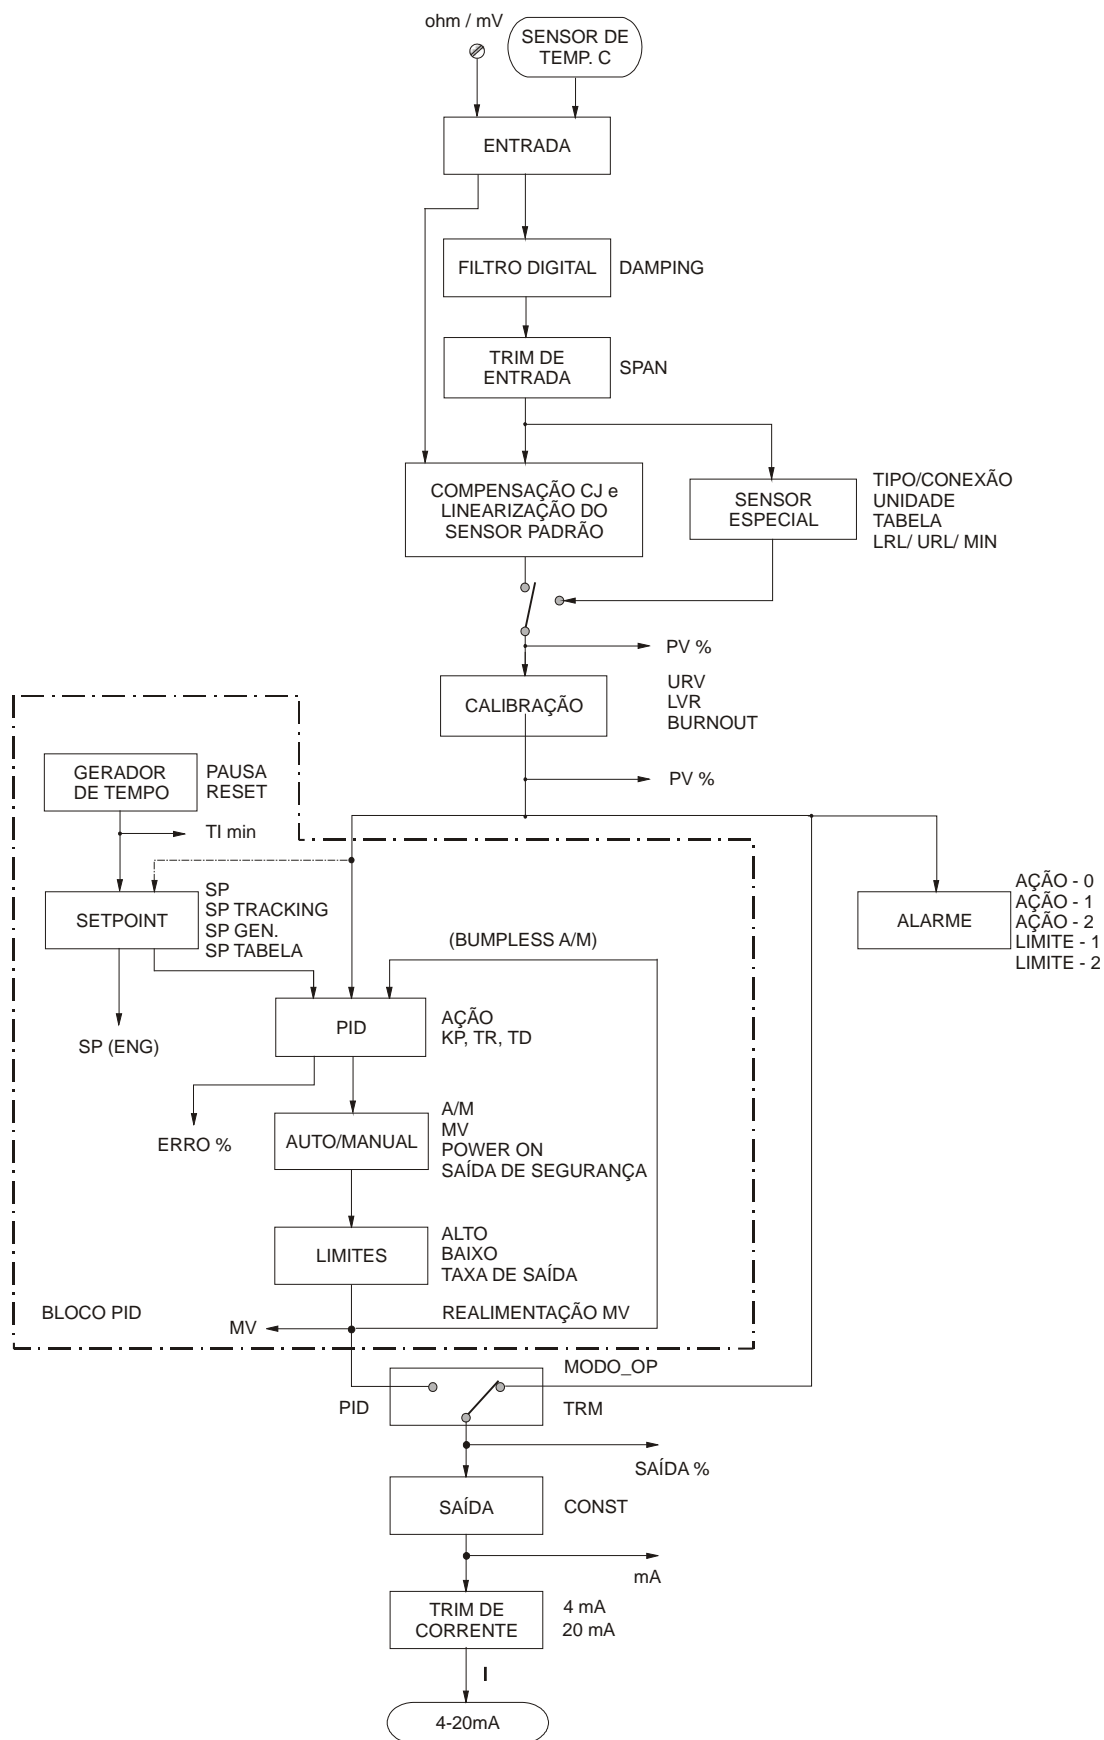 ohm / mV
SENSOR DE
TEMP. C
ENTRADA
FILTRO DIGITAL
DAMPING
TRIM DE
ENTRADA
SPAN
COMPENSAÇÃO CJ e
LINEARIZAÇÃO DO
SENSOR PADRÃO
SENSOR
ESPECIAL
TIPO/CONEXÃO
UNIDADE
TABELA
LRL/ URL/ MIN
PV %
CALIBRAÇÃO
URV
LVR
BURNOUT
PV %
GERADOR
DE TEMPO
PAUSA
RESET
TI min
SETPOINT
SP
SP TRACKING
SP GEN.
SP TABELA
SP (ENG)
(BUMPLESS A/M)
ALARME
AÇÃO - 0
AÇÃO - 1
AÇÃO - 2
LIMITE - 1
LIMITE - 2
PID
AÇÃO
KP, TR, TD
ERRO %
AUTO/MANUAL
A/M
MV
POWER ON
SAÍDA DE SEGURANÇA
LIMITES
ALTO
BAIXO
TAXA DE SAÍDA
BLOCO PID
MV
REALIMENTAÇÃO MV
MODO_OP
PID
TRM
SAÍDA %
SAÍDA
CONST
mA
TRIM DE
CORRENTE
4 mA
20 mA
I
4-20mA